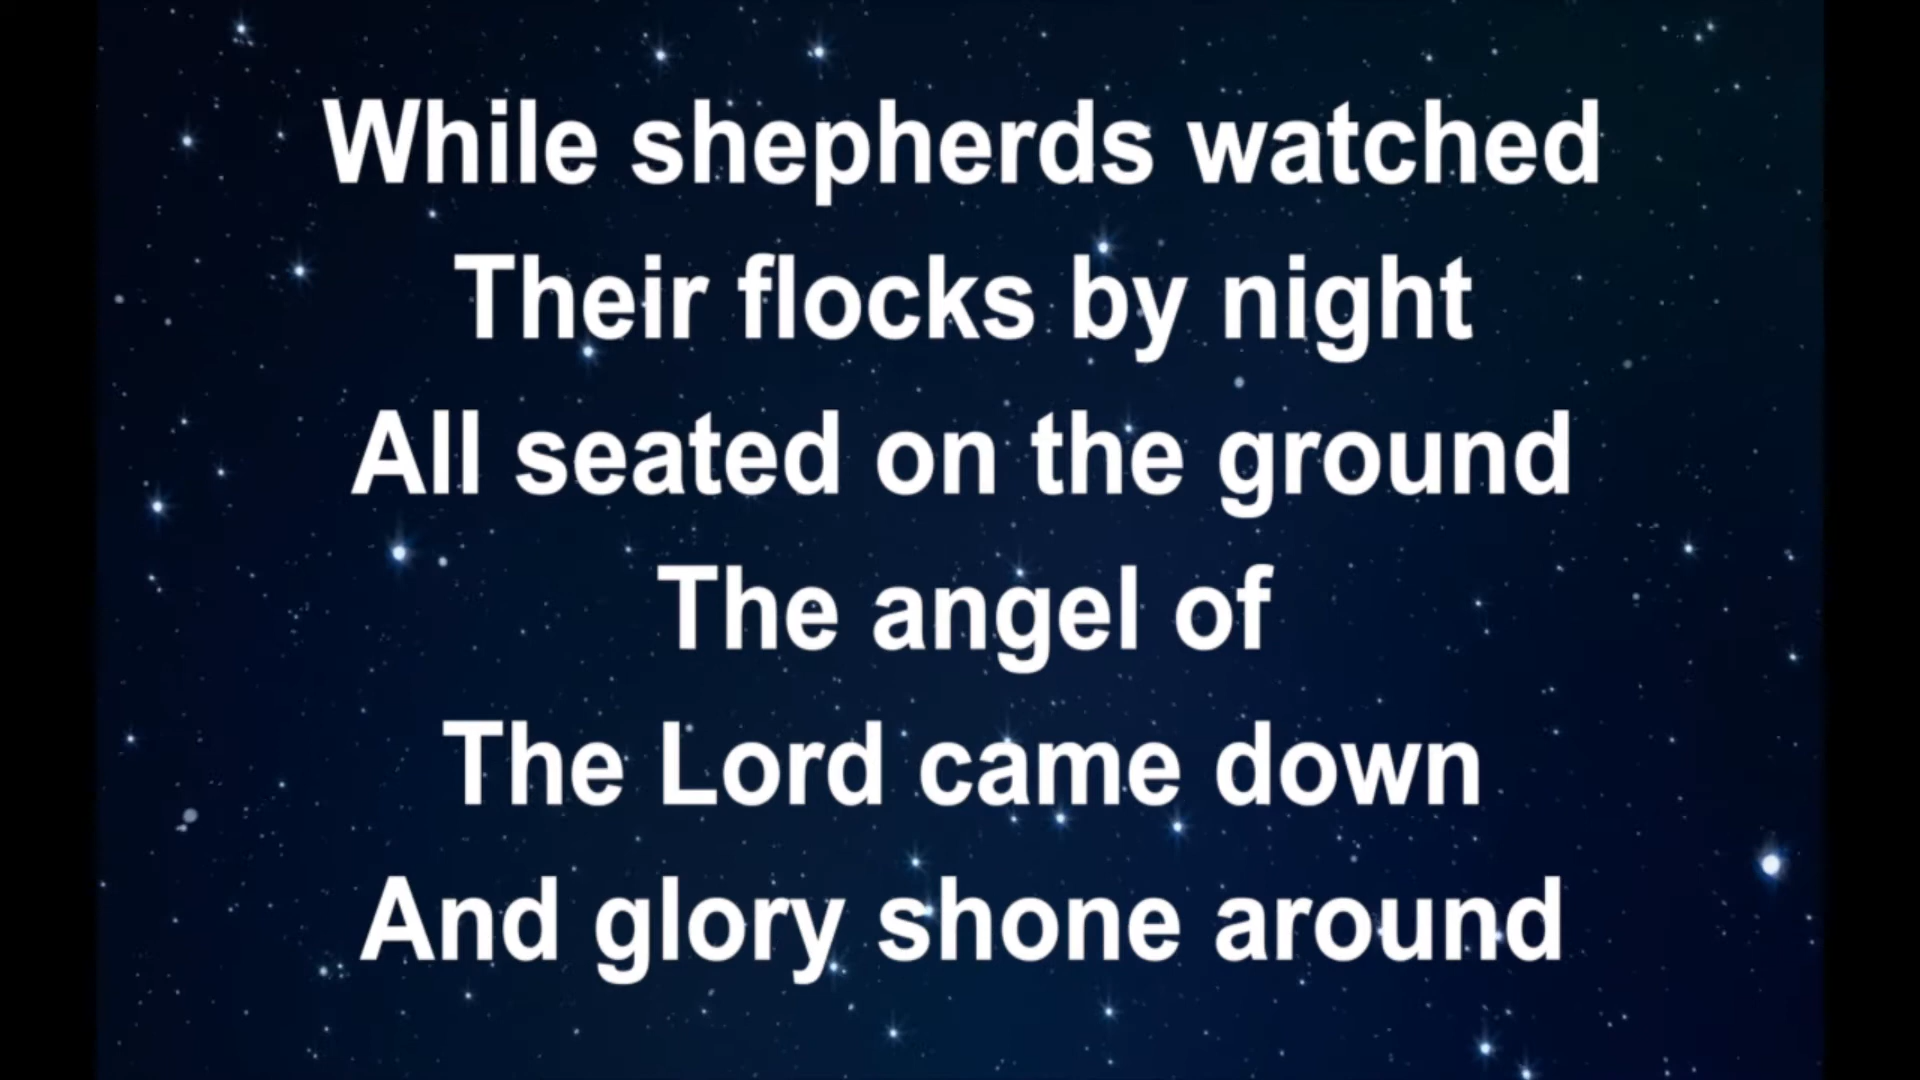 While shepherds watched
Their flocks by night
All seated on the ground
The angel of
The Lord came down
And glory shone around